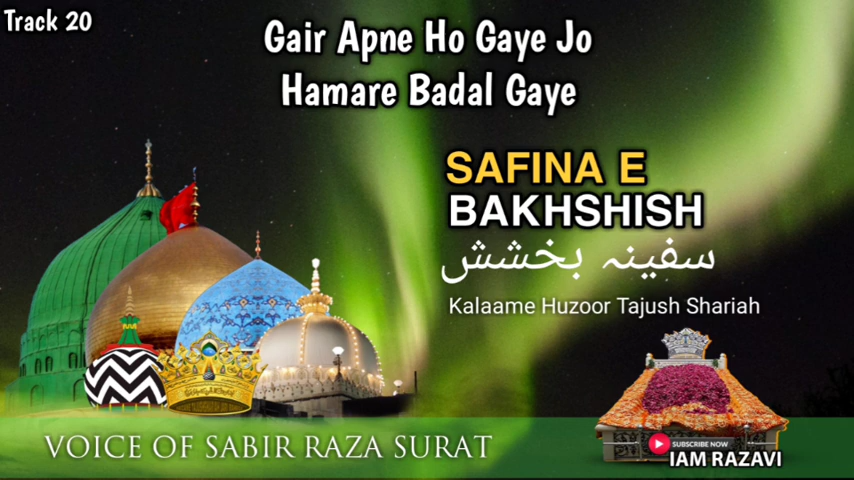 Track 20
Gair Apne Ho Gaye Jo
Hamare Badal Gaye
SAFINA E
BAKHSHISH
سفینہ بخشش
Kalaame Huzoor Tajush Shariah
VOICE OF SABIR RAZA SURAT
SUBSCRIBE NOW
IAM RAZAVI